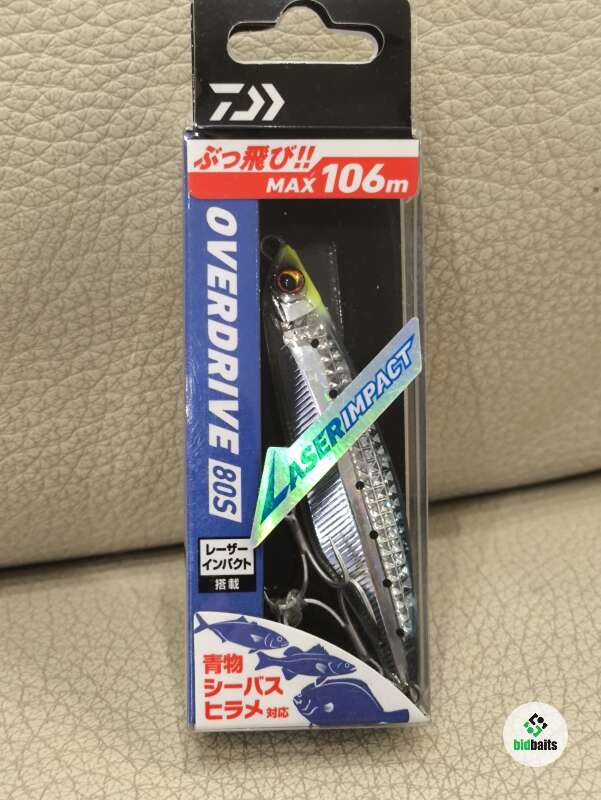 ぶっ飛び!!
MAX 106m
OVERDRIVE 80S
LASER IMPACT
レーザー
インパクト
搭載
青物
シーバス
ヒラメ対応
bidbaits